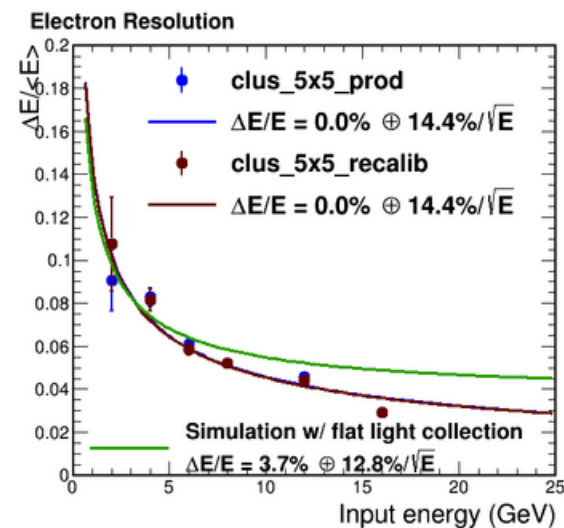 Electron Resolution
ΔE/<E>
0.2
0.18
0.16
0.14
0.12
0.1
0.08
0.06
0.04
0.02
0
clus_5x5_prod
ΔE/E = 0.0% ⊕ 14.4%/√E
clus_5x5_recalib
ΔE/E = 0.0% ⊕ 14.4%/√E
Simulation w/ flat light collection
ΔE/E = 3.7% ⊕ 12.8%/√E
0 5 10 15 20 25
Input energy (GeV)